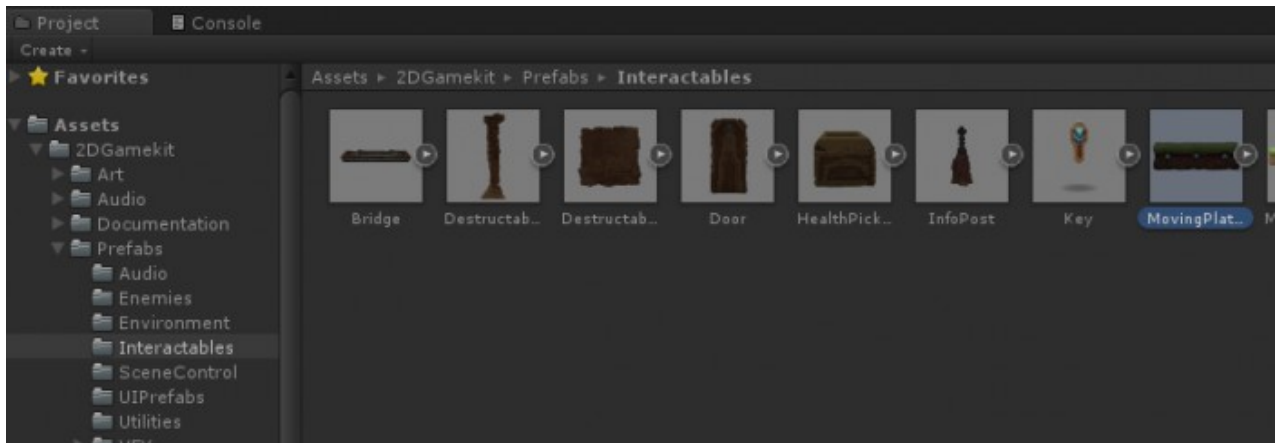 Project
Console
Create
Favorites
Assets
2DGamekit
Art
Audio
Documentation
Prefabs
Audio
Enemies
Environment
Interactables
SceneControl
UIPrefabs
Utilities
Assets ▸ 2DGamekit ▸ Prefabs ▸ Interactables
Bridge
Destructab...
Destructab...
Door
HealthPick...
InfoPost
Key
MovingPlat...